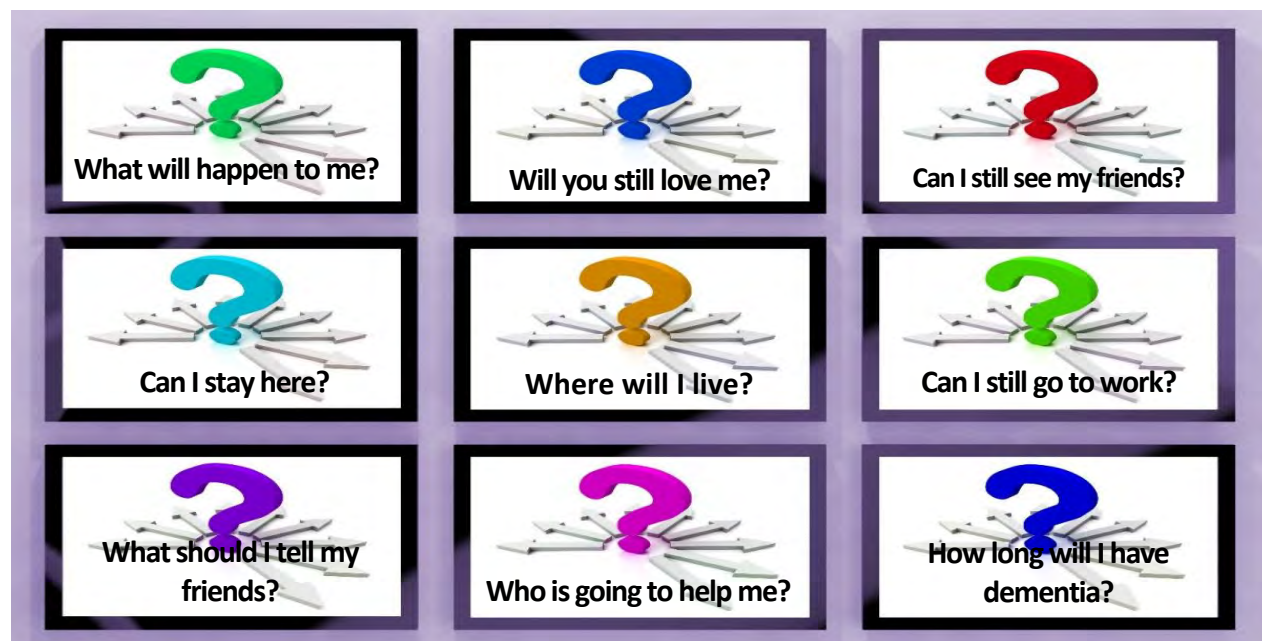 What will happen to me?
Will you still love me?
Can I still see my friends?
Can I stay here?
Where will I live?
Can I still go to work?
What should I tell my
friends?
Who is going to help me?
How long will I have
dementia?